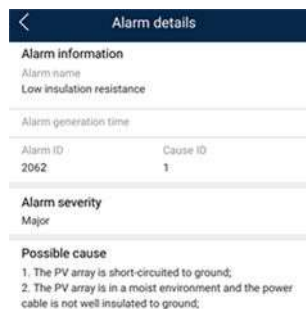 Alarm details
Alarm information
Alarm name
Low insulation resistance
Alarm generation time
Alarm ID Cause ID
2062 1
Alarm severity
Major
Possible cause
1. The PV array is short-circuited to ground;
2. The PV array is in a moist environment and the power
cable is not well insulated to ground;